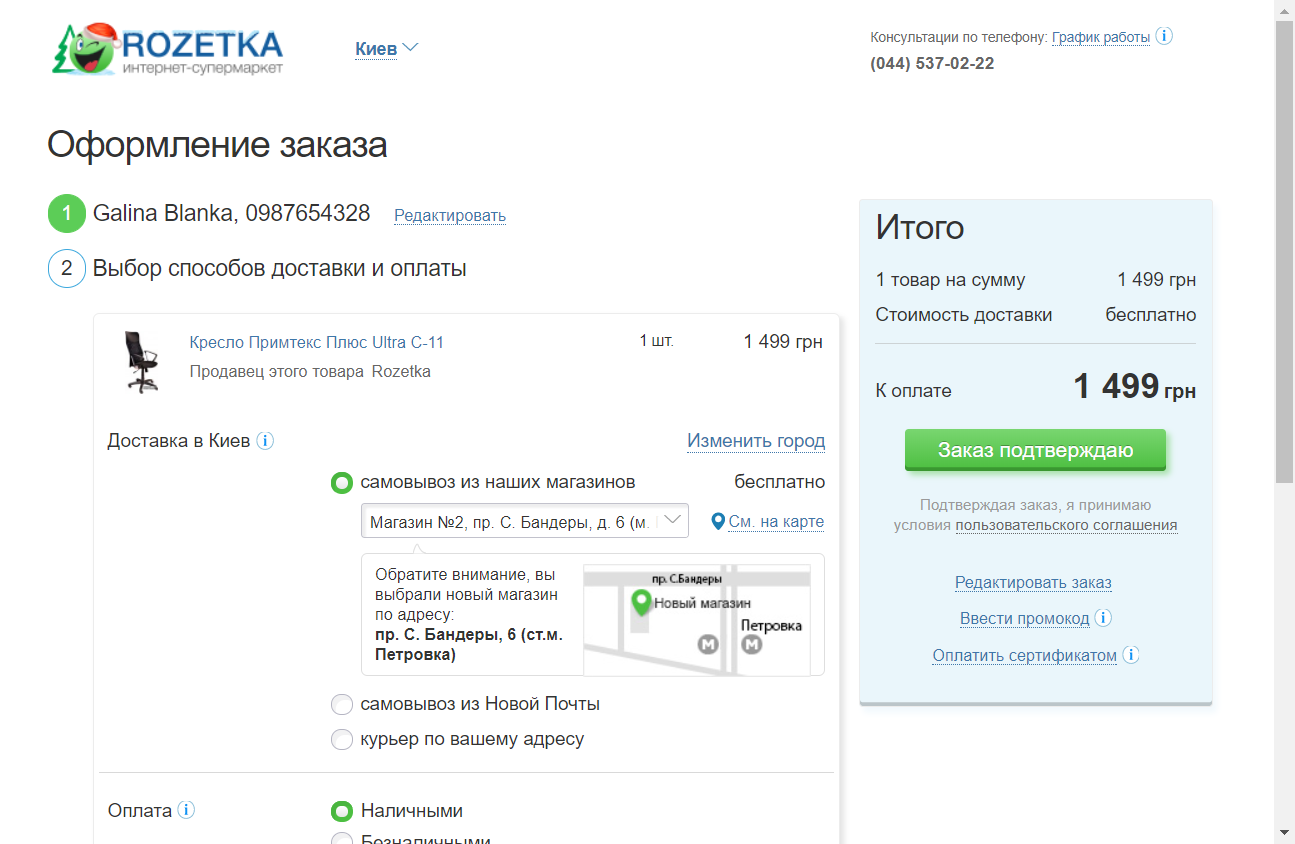 ROZETKA
интернет-супермаркет
Киев
Консультации по телефону: График работы i
(044) 537-02-22
Оформление заказа
1 Galina Blanka, 0987654328 Редактировать
2 Выбор способов доставки и оплаты
Кресло Примтекс Плюс Ultra C-11 1 шт. 1 499 грн
Продавец этого товара Rozetka
Доставка в Киев i Изменить город
самовывоз из наших магазинов бесплатно
Магазин №2, пр. С. Бандеры, д. 6 (м. См. на карте
Обратите внимание, вы
выбрали новый магазин
по адресу:
пр. С. Бандеры, 6 (ст.м.
Петровка)
пр. С.Бандеры
Новый магазин
Петровка
М М
самовывоз из Новой Почты
курьер по вашему адресу
Оплата i Наличными
Безналичными
Итого
1 товар на сумму 1 499 грн
Стоимость доставки бесплатно
К оплате 1 499 грн
Заказ подтверждаю
Подтверждая заказ, я принимаю
условия пользовательского соглашения
Редактировать заказ
Ввести промокод i
Оплатить сертификатом i